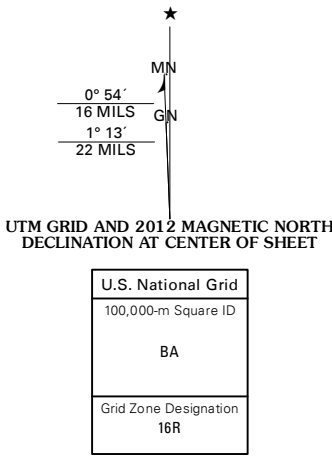 ★
MN
0° 54´
16 MILS
GN
1° 13´
22 MILS
UTM GRID AND 2012 MAGNETIC NORTH
DECLINATION AT CENTER OF SHEET
U.S. National Grid
100,000-m Square ID
BA
Grid Zone Designation
16R